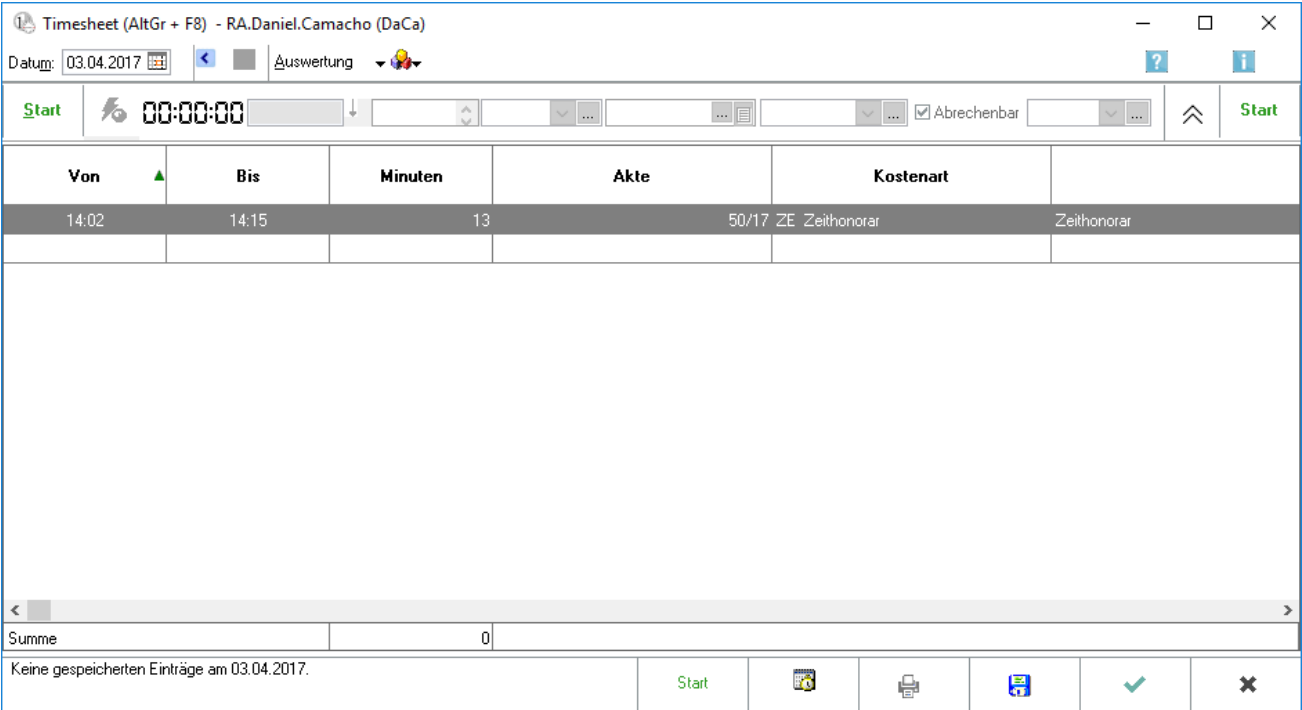 Timesheet (AltGr + F8) - RA.Daniel.Camacho (DaCa)
Datum: 03.04.2017 Auswertung ? i
Start 00:00:00 ... ... ... Abrechenbar ... Start
Von Bis Minuten Akte Kostenart
14:02 14:15 13 50/17 ZE Zeithonorar Zeithonorar
Summe 0
Keine gespeicherten Einträge am 03.04.2017.
Start